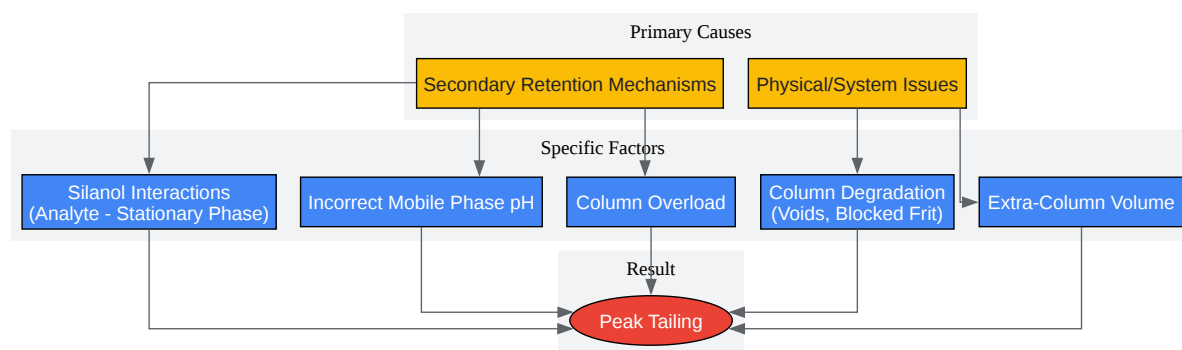 Primary Causes
Secondary Retention Mechanisms
Physical/System Issues
Specific Factors
Silanol Interactions
(Analyte - Stationary Phase)
Incorrect Mobile Phase pH
Column Overload
Column Degradation
(Voids, Blocked Frit)
Extra-Column Volume
Result
Peak Tailing